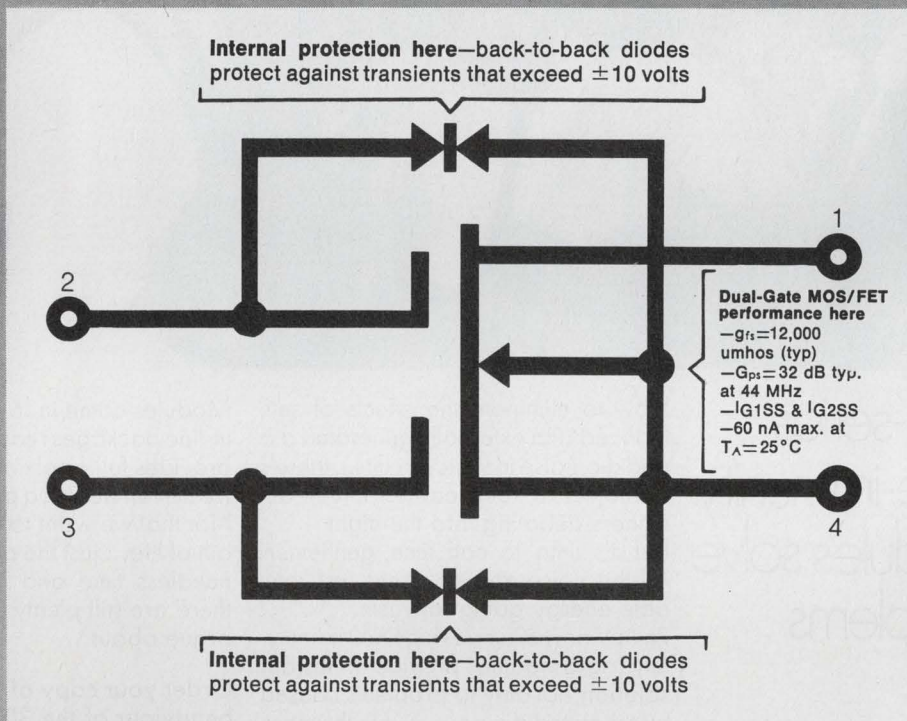 Internal protection here—back-to-back diodes
protect against transients that exceed ±10 volts
1
2
Dual-Gate MOS/FET
performance here
—gfs=12,000
umhos (typ)
—Gps=32 dB typ.
at 44 MHz
—IG1SS & IG2SS
—60 nA max. at
TA=25°C
3
4
Internal protection here—back-to-back diodes
protect against transients that exceed ±10 volts